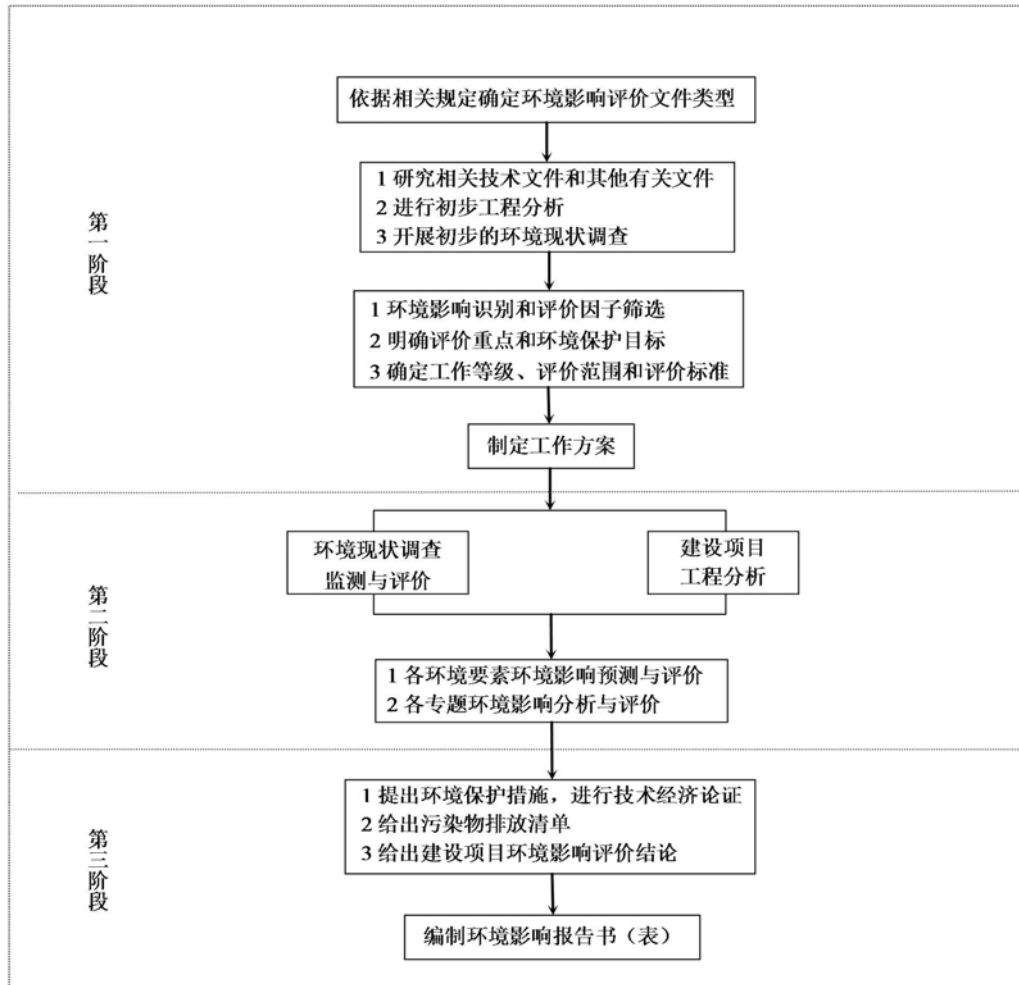 依据相关规定确定环境影响评价文件类型
1 研究相关技术文件和其他有关文件
2 进行初步工程分析
3 开展初步的环境现状调查
第一阶段
1 环境影响识别和评价因子筛选
2 明确评价重点和环境保护目标
3 确定工作等级、评价范围和评价标准
制定工作方案
环境现状调查
监测与评价
建设项目
工程分析
第二阶段
1 各环境要素环境影响预测与评价
2 各专题环境影响分析与评价
1 提出环境保护措施，进行技术经济论证
2 给出污染物排放清单
3 给出建设项目环境影响评价结论
第三阶段
编制环境影响报告书（表）